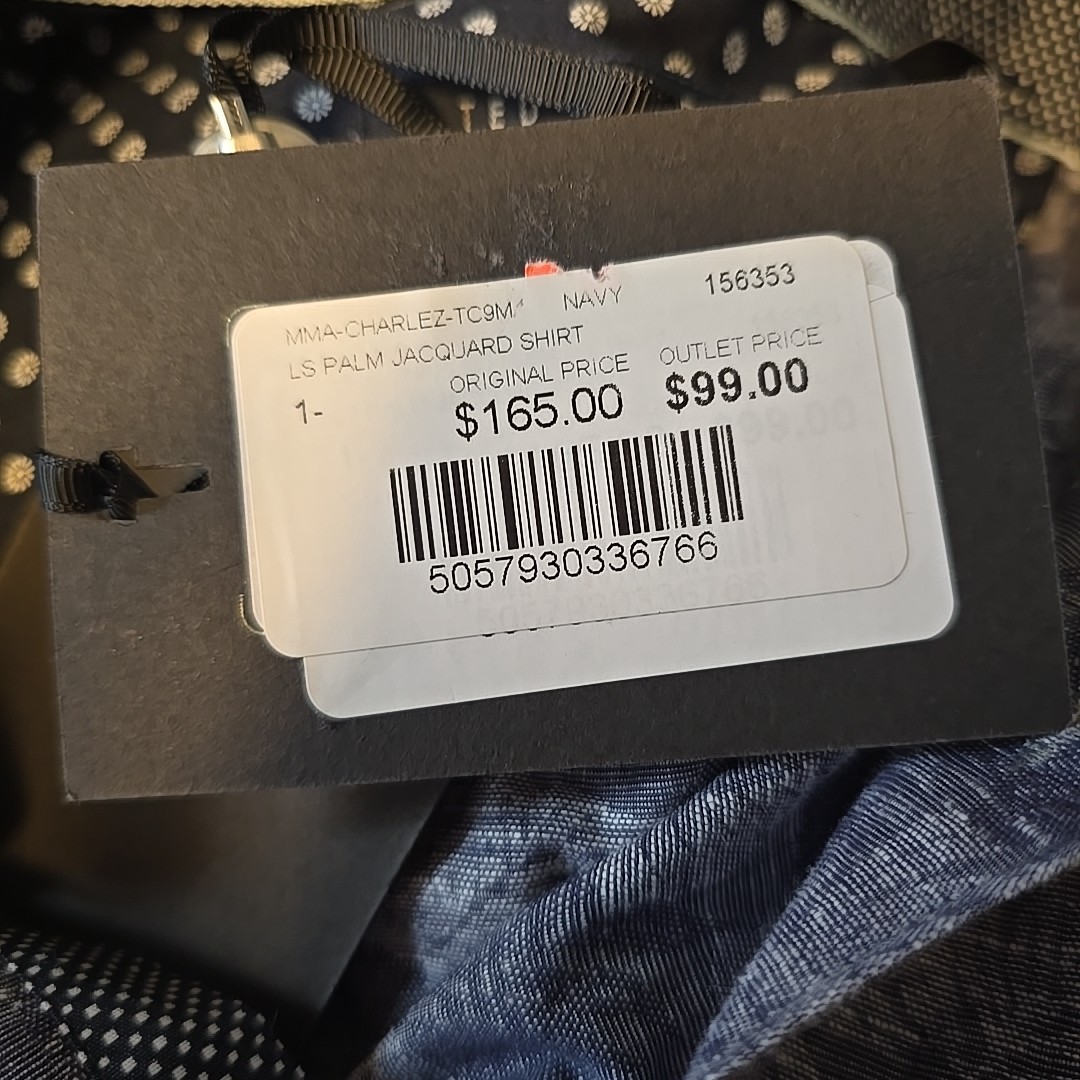 TED
MMA-CHARLEZ-TC9M NAVY 156353
LS PALM JACQUARD SHIRT
ORIGINAL PRICE OUTLET PRICE
1- $165.00 $99.00
5057930336766